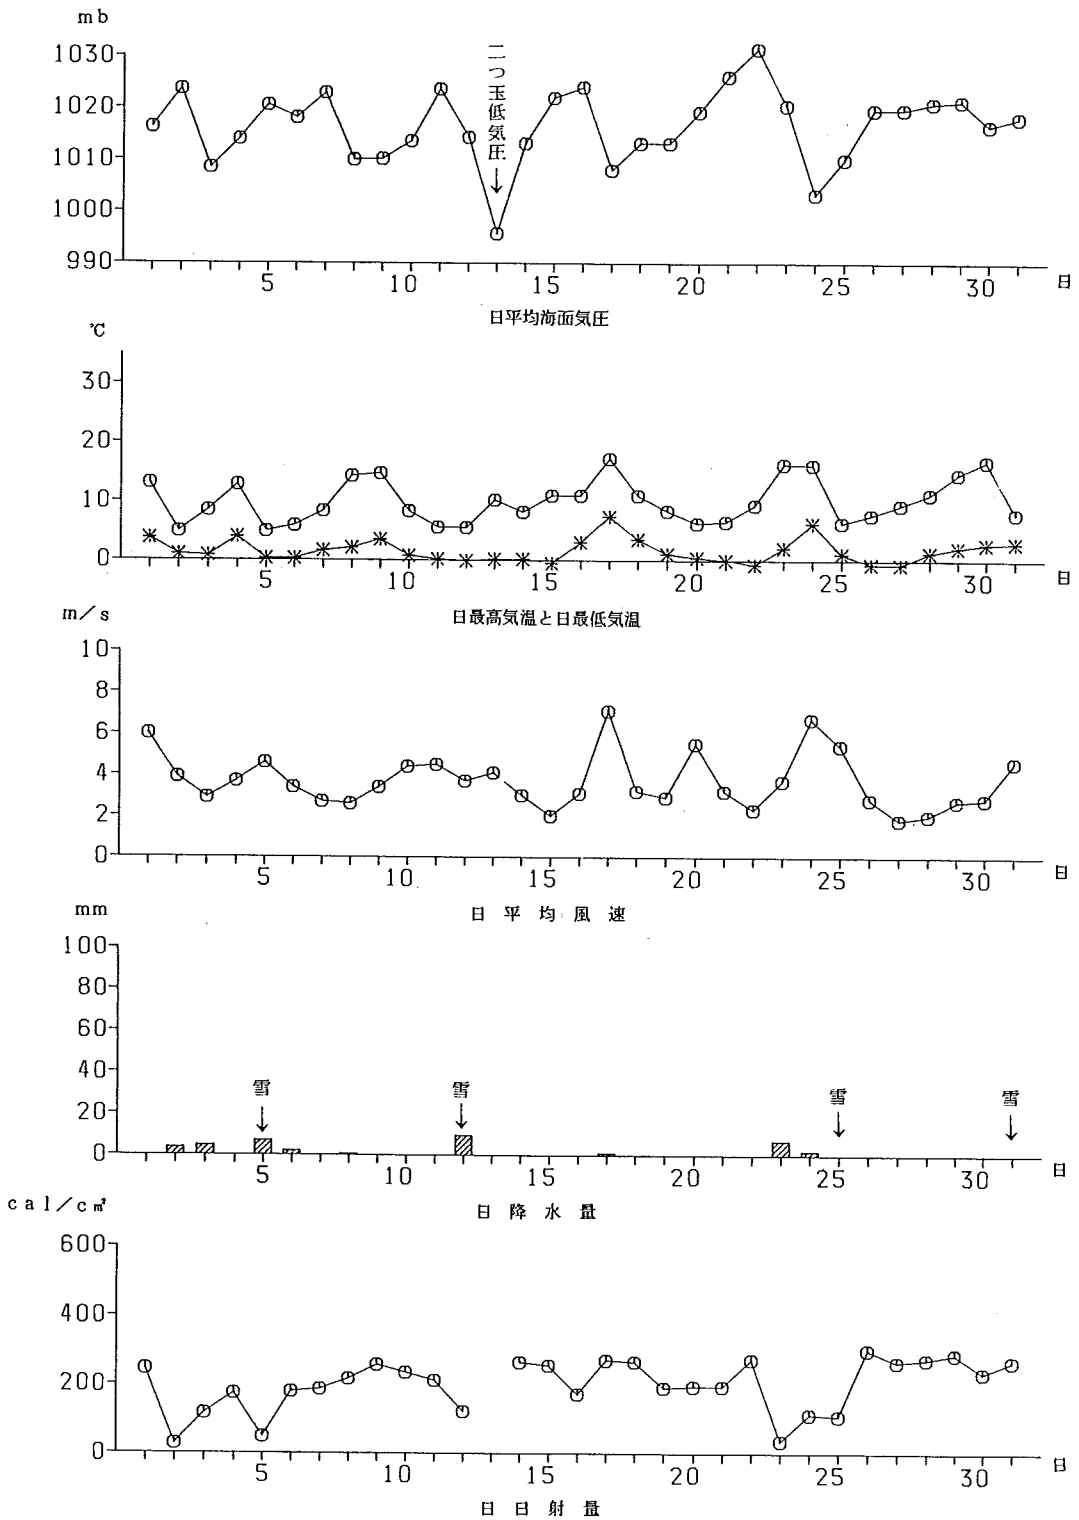 mb
1030
二つ玉低気圧
1020
1010
1000
990
5 10 15 20 25 30 日
日平均海面気圧
℃
30
20
10
0
5 10 15 20 25 30 日
日最高気温と日最低気温
m/s
10
8
6
4
2
0
5 10 15 20 25 30 日
日平均風速
mm
100
80
60
40
20
雪 雪 雪 雪
0
5 10 15 20 25 30 日
日降水量
cal/c㎡
600
400
200
0
5 15 20 25 30 日
日日射量